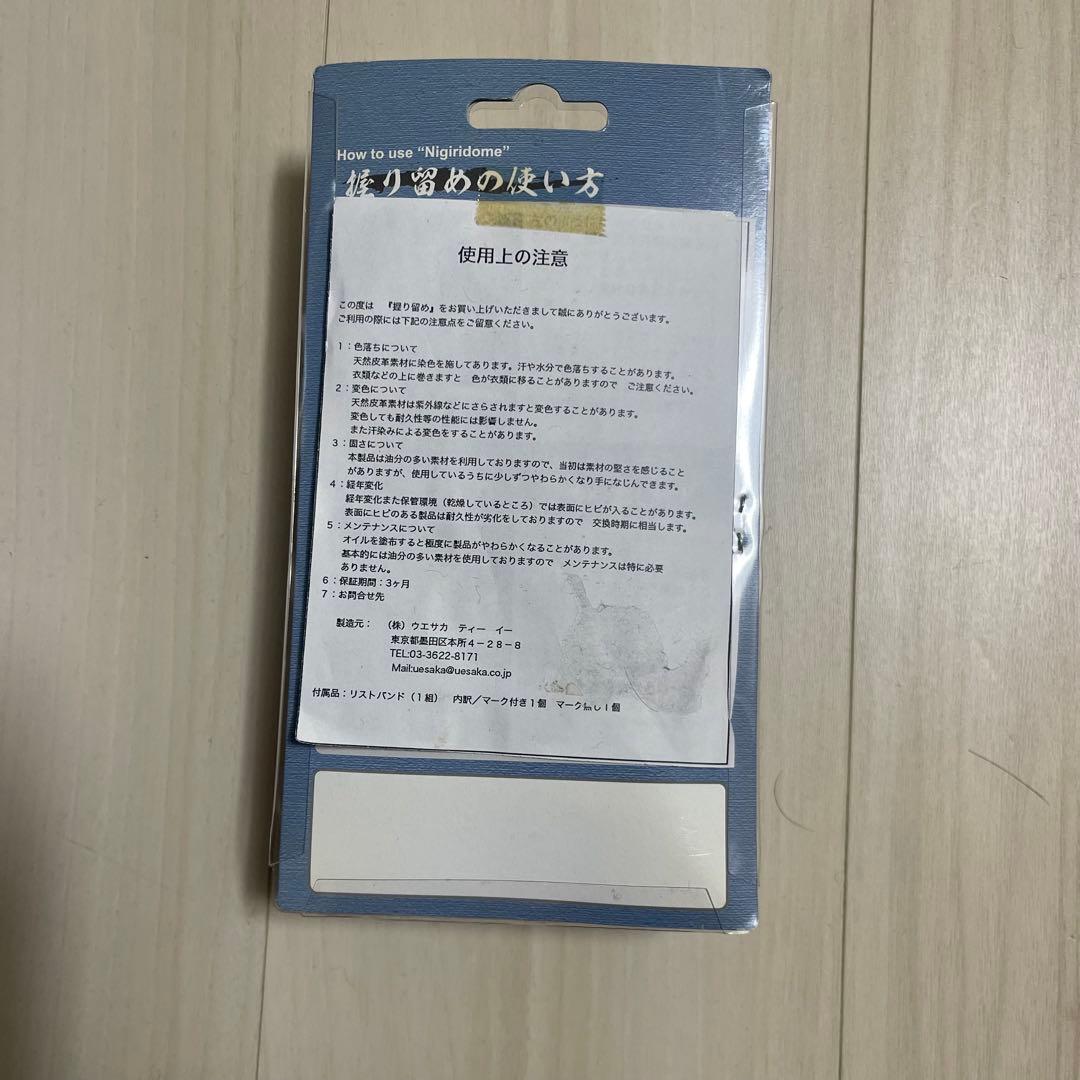 How to use “Nigiridome”
握り留めの使い方
使用上の注意
この度は　『握り留め』をお買い上げいただきまして誠にありがとうございます。
ご利用の際には下記の注意点をご留意ください。
1：色落ちについて
天然皮革素材に染色を施してあります。汗や水分で色落ちすることがあります。
衣類などの上に巻きますと　色が衣類に移ることがありますので　ご注意ください。
2：変色について
天然皮革素材は紫外線などにさらされますと変色することがあります。
変色しても耐久性等の性能には影響しません。
また汗染みによる変色をすることがあります。
3：固さについて
本製品は油分の多い素材を利用しておりますので、当初は素材の堅さを感じること
がありますが、使用しているうちに少しずつやわらかくなり手になじんできます。
4：経年変化
経年変化また保管環境（乾燥しているところ）では表面にヒビが入ることがあります。
表面にヒビのある製品は耐久性が劣化をしておりますので　交換時期に相当します。
5：メンテナンスについて
オイルを塗布すると極度に製品がやわらかくなることがあります。
基本的には油分の多い素材を使用しておりますので　メンテナンスは特に必要
ありません。
6：保証期間：3ヶ月
7：お問合せ先
製造元：　（株）ウエサカ　ティー　イー
東京都墨田区本所４－２８－８
TEL:03-3622-8171
Mail:uesaka@uesaka.co.jp
付属品：リストバンド（１組）　内訳／マーク付き１個　マーク無し１個